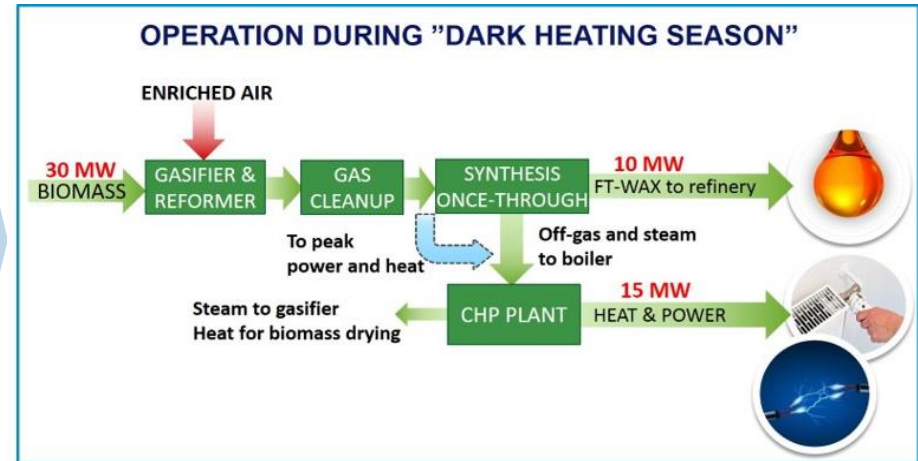 OPERATION DURING ”DARK HEATING SEASON”
ENRICHED AIR
30 MW
BIOMASS
GASIFIER &
REFORMER
GAS
CLEANUP
SYNTHESIS
ONCE-THROUGH
10 MW
FT-WAX to refinery
To peak
power and heat
Off-gas and steam
to boiler
Steam to gasifier
Heat for biomass drying
CHP PLANT
15 MW
HEAT & POWER